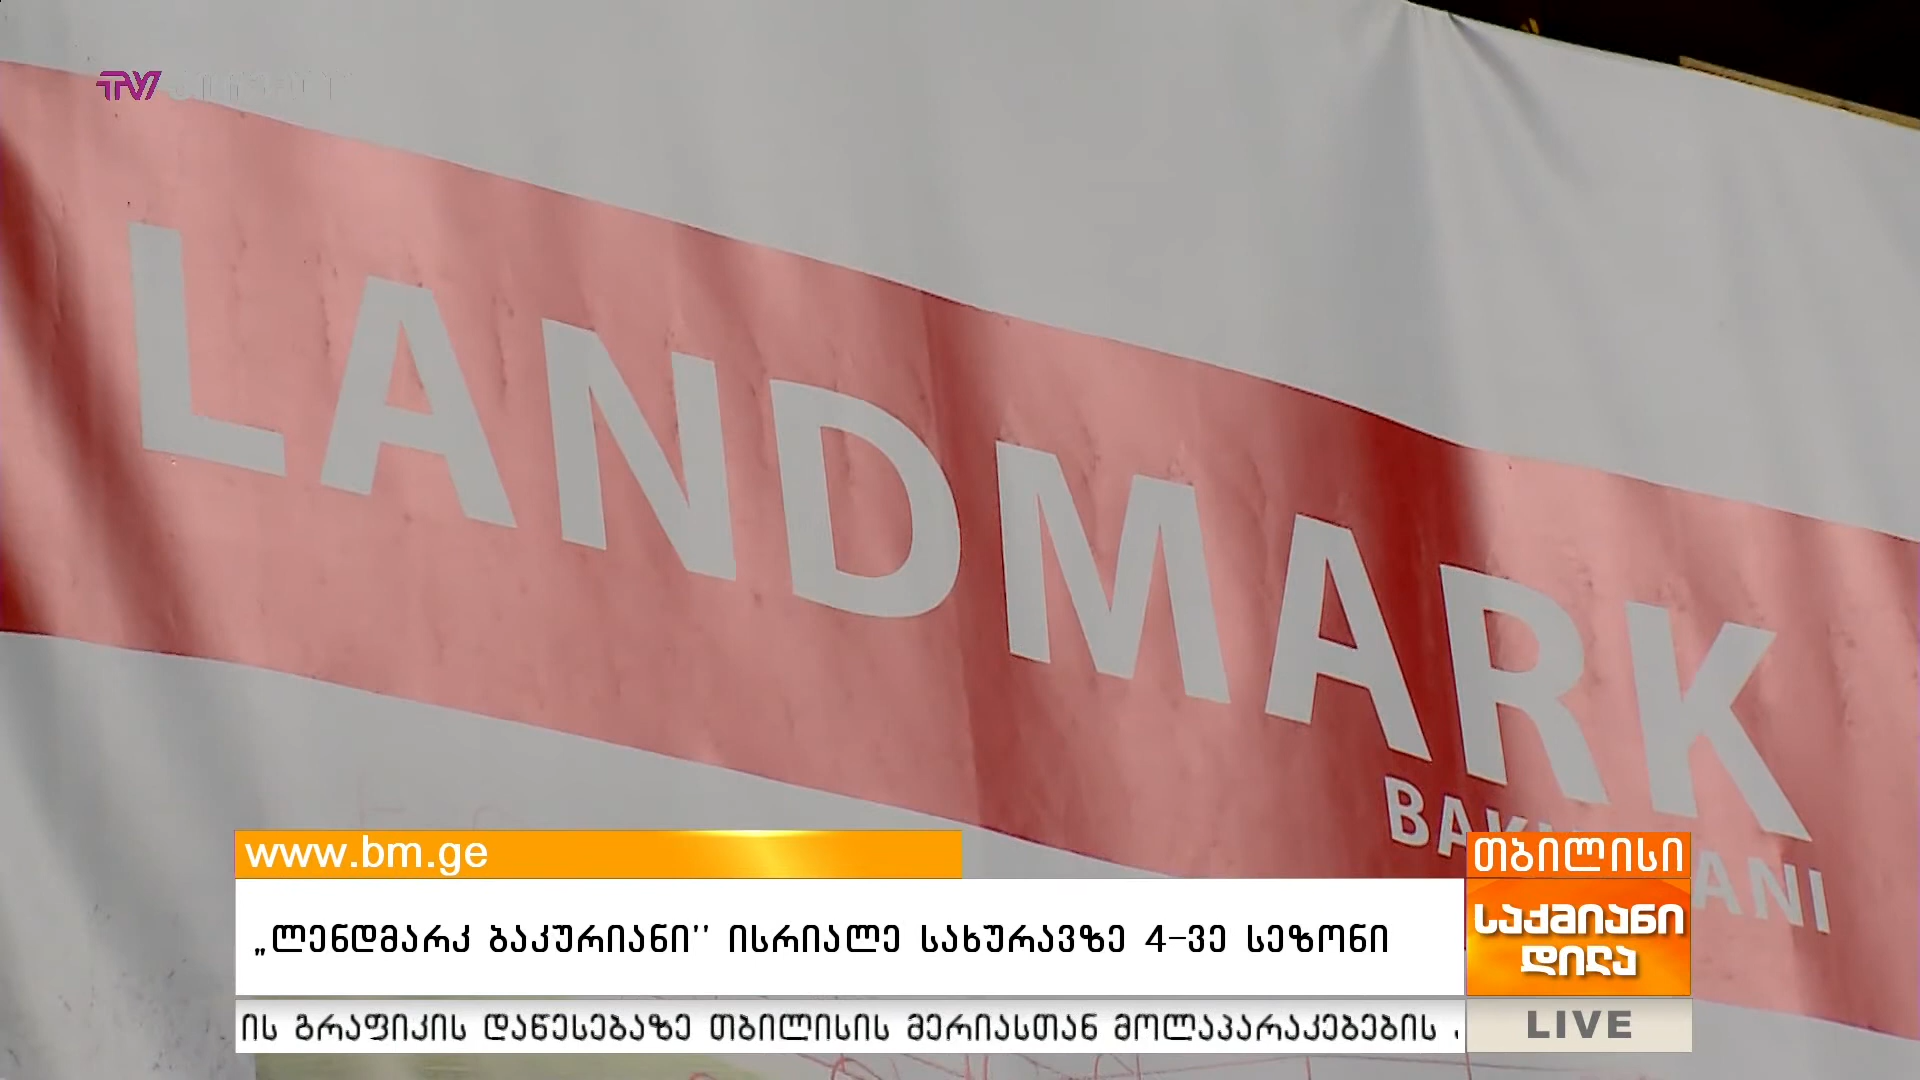 TV
LANDMARK
www.bm.ge
თბილისი
„ლენდმარკ ბაკურიანი'' ისრიალე სახურავზე 4-ვე სეზონი
საქმიანი
დილა
ის გრაფიკის დაწესებაზე თბილისის მერიასთან მოლაპარაკებების
LIVE